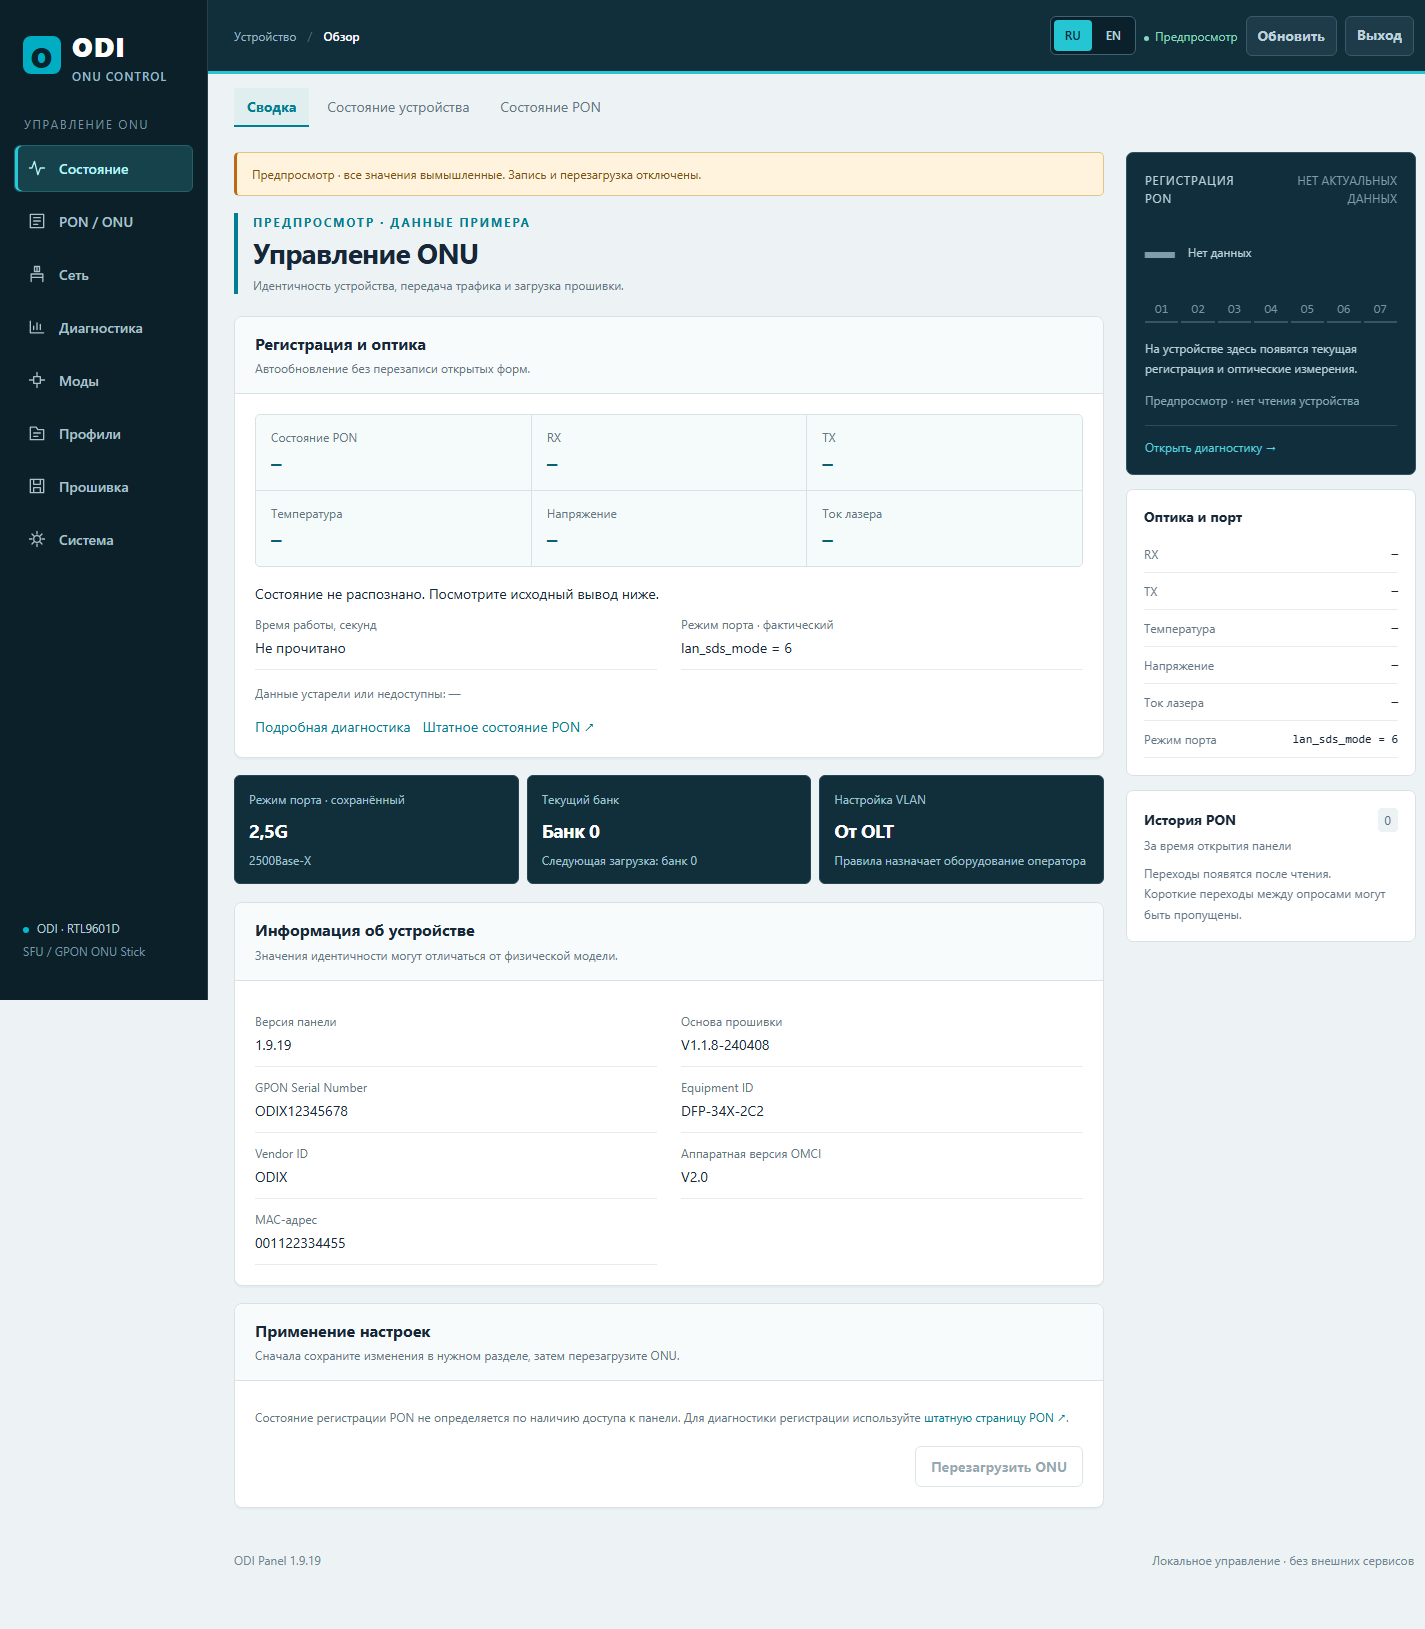 ODI
ONU CONTROL
УПРАВЛЕНИЕ ONU
Состояние
PON / ONU
Сеть
Диагностика
Моды
Профили
Прошивка
Система
ODI · RTL9601D
SFU / GPON ONU Stick
Устройство / Обзор
RU EN
Предпросмотр
Обновить
Выход
Сводка
Состояние устройства
Состояние PON
Предпросмотр · все значения вымышленные. Запись и перезагрузка отключены.
ПРЕДПРОСМОТР · ДАННЫЕ ПРИМЕРА
Управление ONU
Идентичность устройства, передача трафика и загрузка прошивки.
Регистрация и оптика
Автообновление без перезаписи открытых форм.
Состояние PON
—
RX
—
TX
—
Температура
—
Напряжение
—
Ток лазера
—
Состояние не распознано. Посмотрите исходный вывод ниже.
Время работы, секунд
Не прочитано
Режим порта · фактический
lan_sds_mode = 6
Данные устарели или недоступны: —
Подробная диагностика Штатное состояние PON ↗
Режим порта · сохранённый
2,5G
2500Base-X
Текущий банк
Банк 0
Следующая загрузка: банк 0
Настройка VLAN
От OLT
Правила назначает оборудование оператора
Информация об устройстве
Значения идентичности могут отличаться от физической модели.
Версия панели
1.9.19
Основа прошивки
V1.1.8-240408
GPON Serial Number
ODIX12345678
Equipment ID
DFP-34X-2C2
Vendor ID
ODIX
Аппаратная версия OMCI
V2.0
MAC-адрес
001122334455
Применение настроек
Сначала сохраните изменения в нужном разделе, затем перезагрузите ONU.
Состояние регистрации PON не определяется по наличию доступа к панели. Для диагностики регистрации используйте штатную страницу PON ↗.
Перезагрузить ONU
РЕГИСТРАЦИЯ
PON
НЕТ АКТУАЛЬНЫХ
ДАННЫХ
Нет данных
01 02 03 04 05 06 07
На устройстве здесь появятся текущая
регистрация и оптические измерения.
Предпросмотр · нет чтения устройства
Открыть диагностику →
Оптика и порт
RX —
TX —
Температура —
Напряжение —
Ток лазера —
Режим порта lan_sds_mode = 6
История PON 0
За время открытия панели
Переходы появятся после чтения.
Короткие переходы между опросами могут
быть пропущены.
ODI Panel 1.9.19
Локальное управление · без внешних сервисов